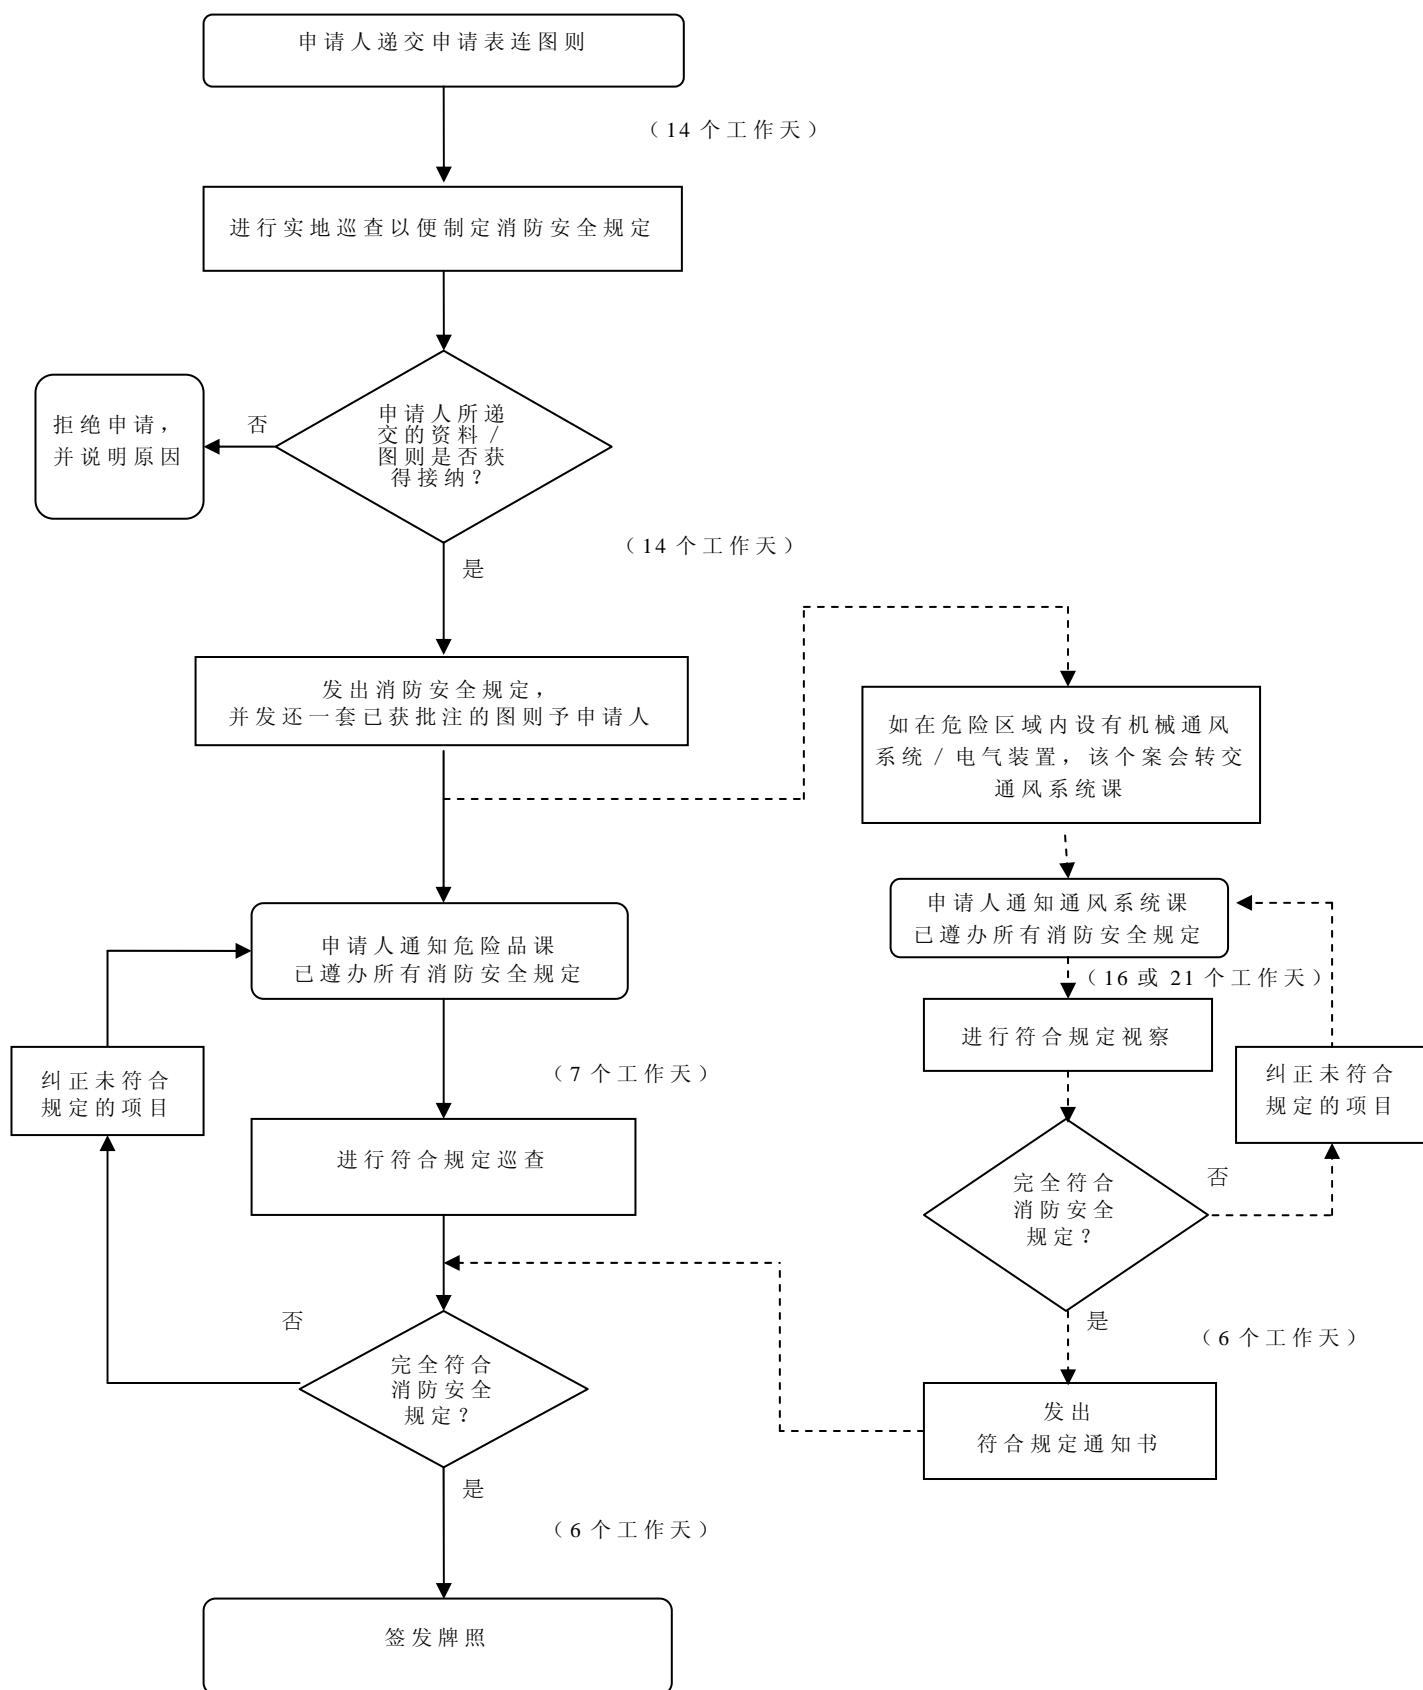 申请人递交申请表连图则
（14 个工作天）
进行实地巡查以便制定消防安全规定
申请人所递
交的资料／
图则是否获
得接纳？
否
拒绝申请，
并说明原因
（14 个工作天）
是
发出消防安全规定，
并发还一套已获批注的图则予申请人
如在危险区域内设有机械通风
系统／电气装置，该个案会转交
通风系统课
申请人通知通风系统课
已遵办所有消防安全规定
（16 或 21 个工作天）
进行符合规定视察
纠正未符合
规定的项目
完全符合
消防安全
规定？
否
是
（6 个工作天）
发出
符合规定通知书
申请人通知危险品课
已遵办所有消防安全规定
纠正未符合
规定的项目
（7 个工作天）
进行符合规定巡查
否
完全符合
消防安全
规定？
是
（6 个工作天）
签发牌照